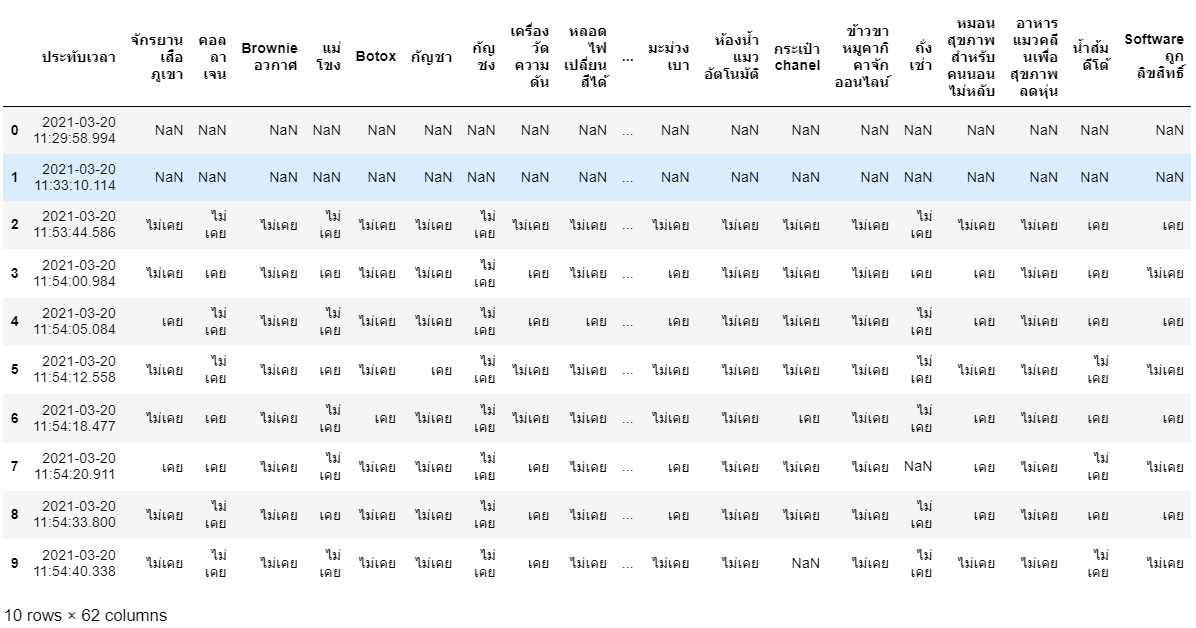 ประทับเวลา จักรยานเสือภูเขา คอลลาเจน Brownie อวกาศ แม่โขง Botox กัญชา กัญชง เครื่องวัดความดัน หลอดไฟเปลี่ยนสีได้ ... มะม่วงเบา ห้องน้ำแมวอัตโนมัติ กระเป๋า chanel ข้าวขาหมูคากิคาจักออนไลน์ ถั่งเช่า หมอนสุขภาพสำหรับคนนอนไม่หลับ อาหารแมวคลีนเพื่อสุขภาพลดหุ่น น้ำส้มดีโด้ Software ถูกลิขสิทธิ์
0 2021-03-20 11:29:58.994 NaN NaN NaN NaN NaN NaN NaN NaN NaN ... NaN NaN NaN NaN NaN NaN NaN NaN NaN
1 2021-03-20 11:33:10.114 NaN NaN NaN NaN NaN NaN NaN NaN NaN ... NaN NaN NaN NaN NaN NaN NaN NaN NaN
2 2021-03-20 11:53:44.586 ไม่เคย ไม่เคย ไม่เคย ไม่เคย ไม่เคย ไม่เคย ไม่เคย ไม่เคย ไม่เคย ... ไม่เคย ไม่เคย ไม่เคย ไม่เคย ไม่เคย ไม่เคย ไม่เคย เคย เคย
3 2021-03-20 11:54:00.984 ไม่เคย เคย ไม่เคย เคย ไม่เคย ไม่เคย ไม่เคย เคย ไม่เคย ... เคย ไม่เคย ไม่เคย ไม่เคย เคย เคย ไม่เคย เคย ไม่เคย
4 2021-03-20 11:54:05.084 เคย ไม่เคย ไม่เคย ไม่เคย ไม่เคย ไม่เคย ไม่เคย เคย เคย ... เคย ไม่เคย ไม่เคย ไม่เคย ไม่เคย เคย ไม่เคย เคย เคย
5 2021-03-20 11:54:12.558 ไม่เคย ไม่เคย ไม่เคย เคย ไม่เคย เคย ไม่เคย ไม่เคย ไม่เคย ... ไม่เคย ไม่เคย ไม่เคย ไม่เคย ไม่เคย ไม่เคย ไม่เคย ไม่เคย ไม่เคย
6 2021-03-20 11:54:18.477 ไม่เคย เคย ไม่เคย ไม่เคย เคย ไม่เคย ไม่เคย ไม่เคย ไม่เคย ... ไม่เคย ไม่เคย เคย ไม่เคย ไม่เคย เคย ไม่เคย เคย เคย
7 2021-03-20 11:54:20.911 เคย เคย ไม่เคย ไม่เคย ไม่เคย ไม่เคย ไม่เคย เคย ไม่เคย ... เคย ไม่เคย ไม่เคย ไม่เคย NaN เคย ไม่เคย ไม่เคย ไม่เคย
8 2021-03-20 11:54:33.800 ไม่เคย ไม่เคย ไม่เคย เคย ไม่เคย ไม่เคย ไม่เคย เคย ไม่เคย ... เคย ไม่เคย ไม่เคย ไม่เคย ไม่เคย เคย ไม่เคย เคย เคย
9 2021-03-20 11:54:40.338 ไม่เคย ไม่เคย ไม่เคย ไม่เคย ไม่เคย ไม่เคย ไม่เคย เคย ไม่เคย ... ไม่เคย ไม่เคย NaN ไม่เคย ไม่เคย ไม่เคย ไม่เคย ไม่เคย ไม่เคย
10 rows × 62 columns